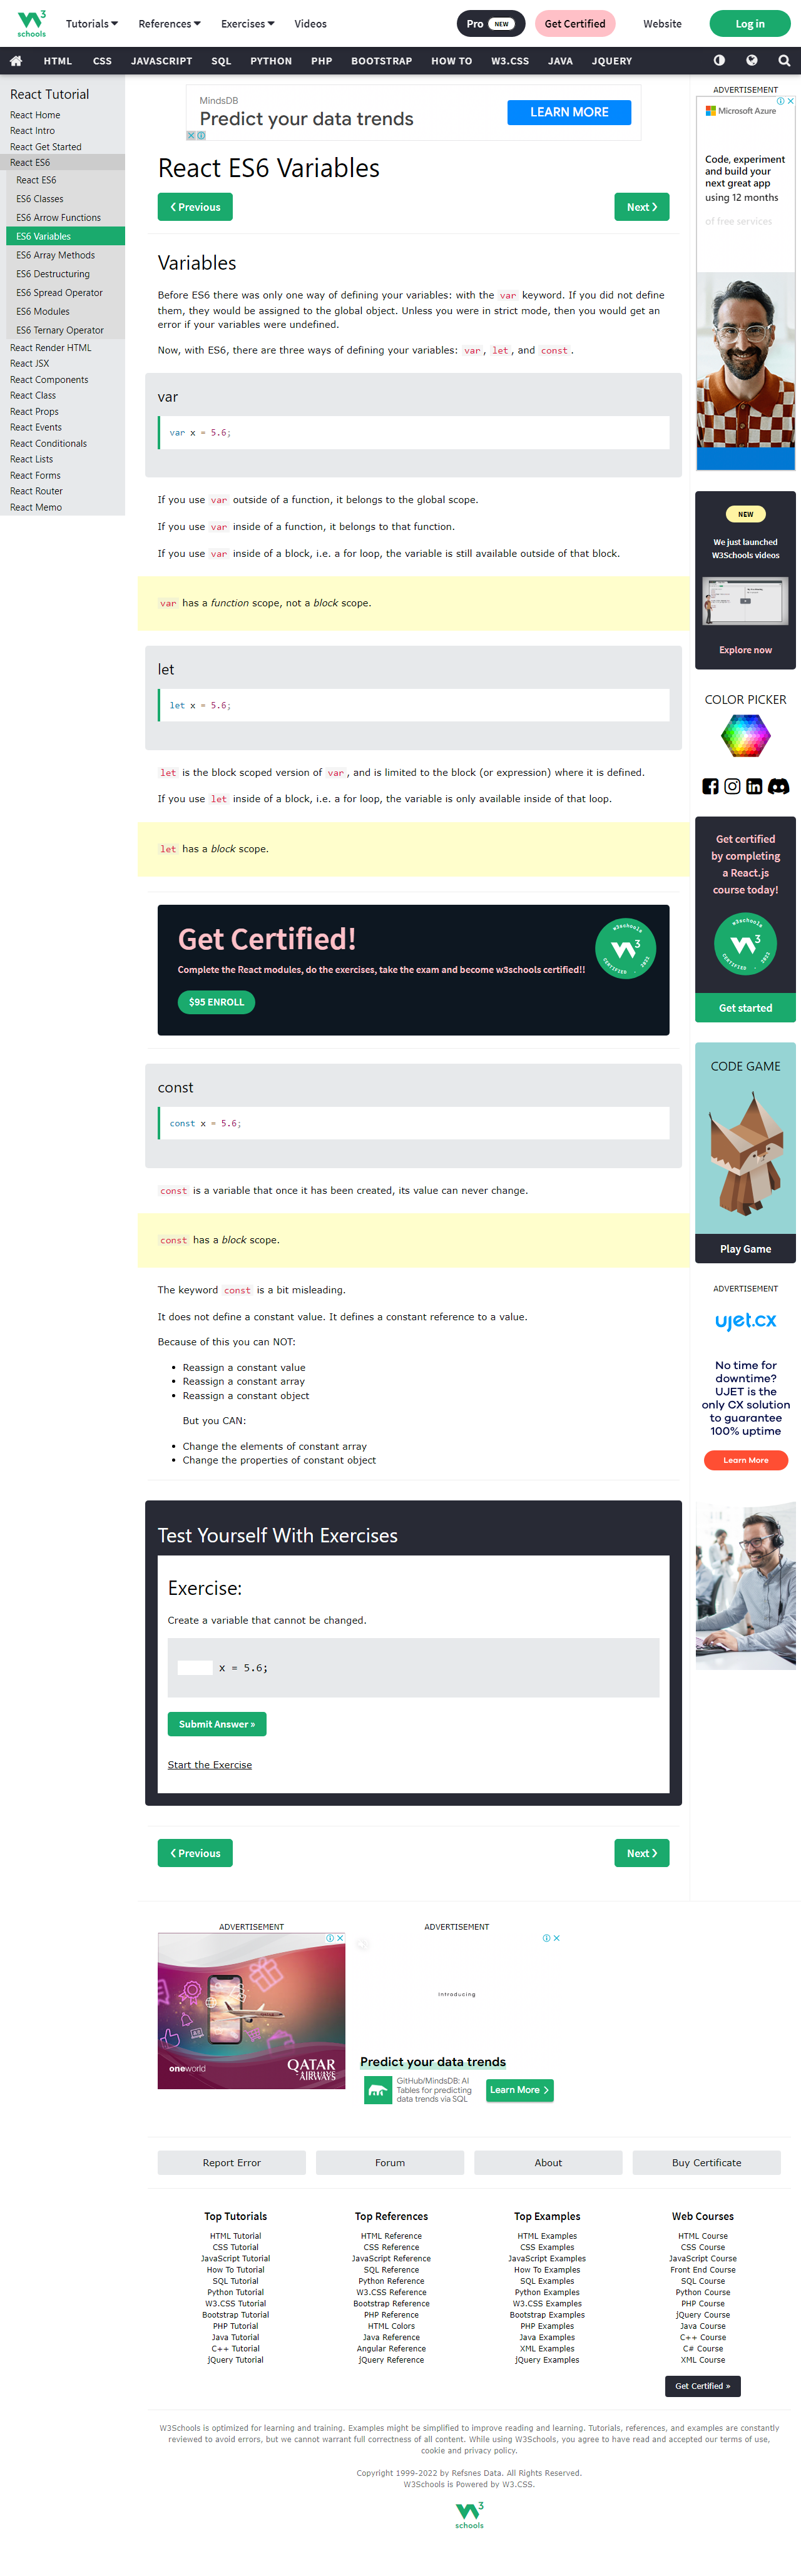 W3
schools
Tutorials
References
Exercises
Videos
Pro NEW
Get Certified
Website
Log in
HTML
CSS
JAVASCRIPT
SQL
PYTHON
PHP
BOOTSTRAP
HOW TO
W3.CSS
JAVA
JQUERY
React Tutorial
React Home
React Intro
React Get Started
React ES6
React ES6
ES6 Classes
ES6 Arrow Functions
ES6 Variables
ES6 Array Methods
ES6 Destructuring
ES6 Spread Operator
ES6 Modules
ES6 Ternary Operator
React Render HTML
React JSX
React Components
React Class
React Props
React Events
React Conditionals
React Lists
React Forms
React Router
React Memo
MindsDB
Predict your data trends
LEARN MORE
React ES6 Variables
❮ Previous
Next ❯
Variables
Before ES6 there was only one way of defining your variables: with the var keyword. If you did not define
them, they would be assigned to the global object. Unless you were in strict mode, then you would get an
error if your variables were undefined.
Now, with ES6, there are three ways of defining your variables: var, let, and const.
var
var x = 5.6;
If you use var outside of a function, it belongs to the global scope.
If you use var inside of a function, it belongs to that function.
If you use var inside of a block, i.e. a for loop, the variable is still available outside of that block.
var has a function scope, not a block scope.
let
let x = 5.6;
let is the block scoped version of var, and is limited to the block (or expression) where it is defined.
If you use let inside of a block, i.e. a for loop, the variable is only available inside of that loop.
let has a block scope.
Get Certified!
Complete the React modules, do the exercises, take the exam and become w3schools certified!!
$95 ENROLL
w3schools
W3
CERTIFIED . 2022
const
const x = 5.6;
const is a variable that once it has been created, its value can never change.
const has a block scope.
The keyword const is a bit misleading.
It does not define a constant value. It defines a constant reference to a value.
Because of this you can NOT:
• Reassign a constant value
• Reassign a constant array
• Reassign a constant object
But you CAN:
• Change the elements of constant array
• Change the properties of constant object
Test Yourself With Exercises
Exercise:
Create a variable that cannot be changed.
x = 5.6;
Submit Answer »
Start the Exercise
❮ Previous
Next ❯
ADVERTISEMENT
Microsoft Azure
Code, experiment
and build your
next great app
using 12 months
of free services
NEW
We just launched
W3Schools videos
Explore now
COLOR PICKER
Get certified
by completing
a React.js
course today!
w3schools
W3
CERTIFIED . 2022
Get started
CODE GAME
Play Game
ADVERTISEMENT
ujet.cx
No time for
downtime?
UJET is the
only CX solution
to guarantee
100% uptime
Learn More
ADVERTISEMENT
oneworld
QATAR
AIRWAYS
ADVERTISEMENT
Introducing
Predict your data trends
GitHub/MindsDB: AI
Tables for predicting
data trends via SQL
Learn More
Report Error
Forum
About
Buy Certificate
Top Tutorials
HTML Tutorial
CSS Tutorial
JavaScript Tutorial
How To Tutorial
SQL Tutorial
Python Tutorial
W3.CSS Tutorial
Bootstrap Tutorial
PHP Tutorial
Java Tutorial
C++ Tutorial
jQuery Tutorial
Top References
HTML Reference
CSS Reference
JavaScript Reference
SQL Reference
Python Reference
W3.CSS Reference
Bootstrap Reference
PHP Reference
HTML Colors
Java Reference
Angular Reference
jQuery Reference
Top Examples
HTML Examples
CSS Examples
JavaScript Examples
How To Examples
SQL Examples
Python Examples
W3.CSS Examples
Bootstrap Examples
PHP Examples
Java Examples
XML Examples
jQuery Examples
Web Courses
HTML Course
CSS Course
JavaScript Course
Front End Course
SQL Course
Python Course
PHP Course
jQuery Course
Java Course
C++ Course
C# Course
XML Course
Get Certified »
W3Schools is optimized for learning and training. Examples might be simplified to improve reading and learning. Tutorials, references, and examples are constantly
reviewed to avoid errors, but we cannot warrant full correctness of all content. While using W3Schools, you agree to have read and accepted our terms of use,
cookie and privacy policy.
Copyright 1999-2022 by Refsnes Data. All Rights Reserved.
W3Schools is Powered by W3.CSS.
W3
schools